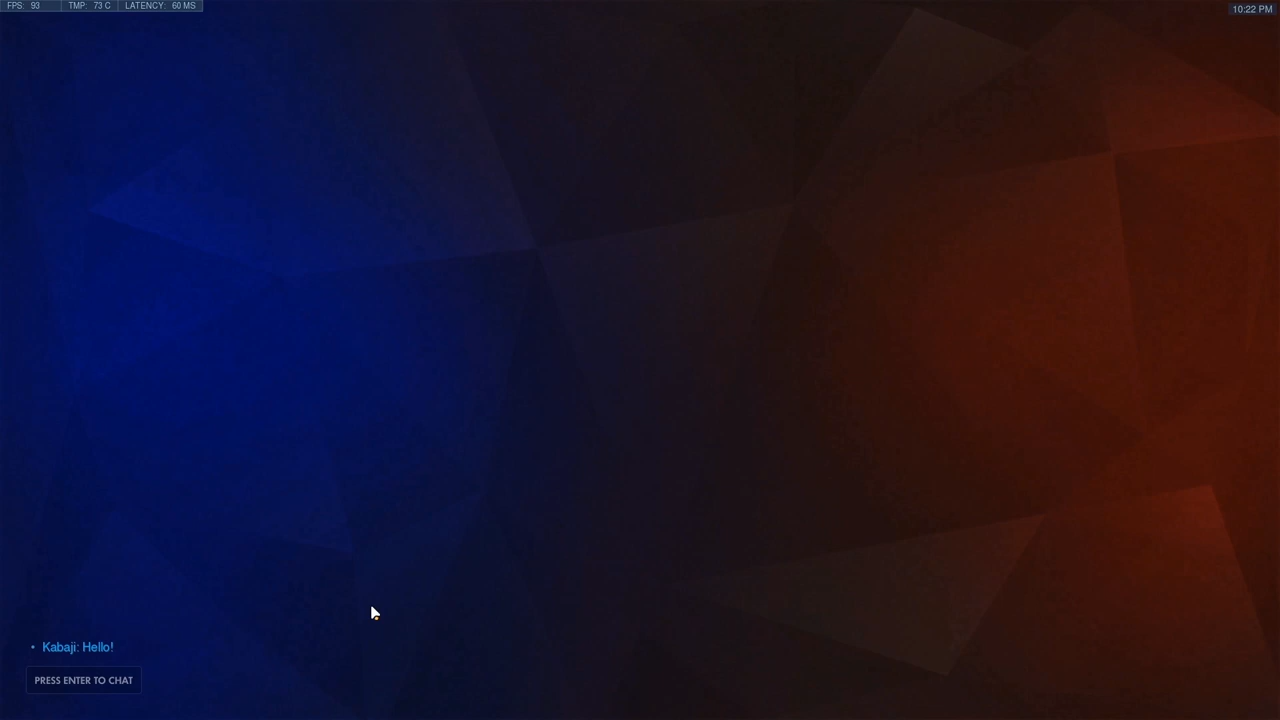 FPS: 93 TMP: 73 C LATENCY: 60 MS
10:22 PM
• Kabaji: Hello!
PRESS ENTER TO CHAT